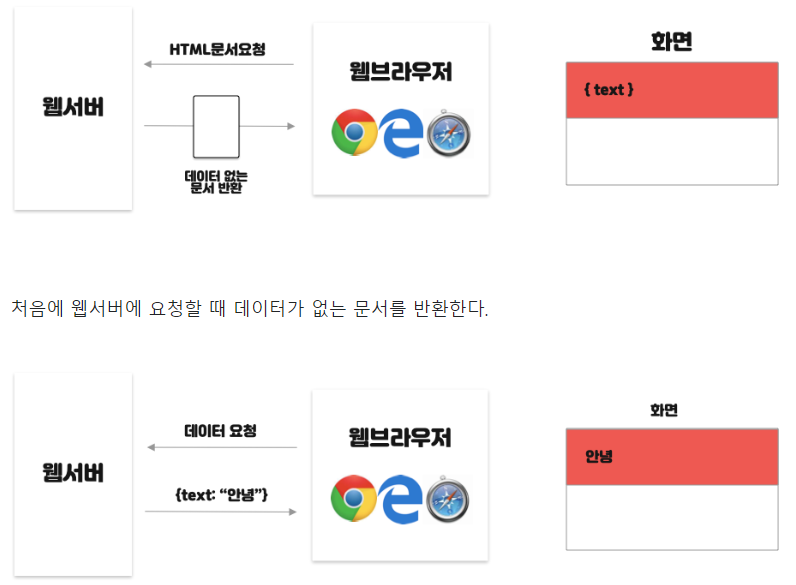 HTML문서요청
화면
웹서버
웹브라우저
{ text }
데이터 없는
문서 반환
처음에 웹서버에 요청할 때 데이터가 없는 문서를 반환한다.
데이터 요청
화면
웹서버
웹브라우저
안녕
{text: “안녕”}